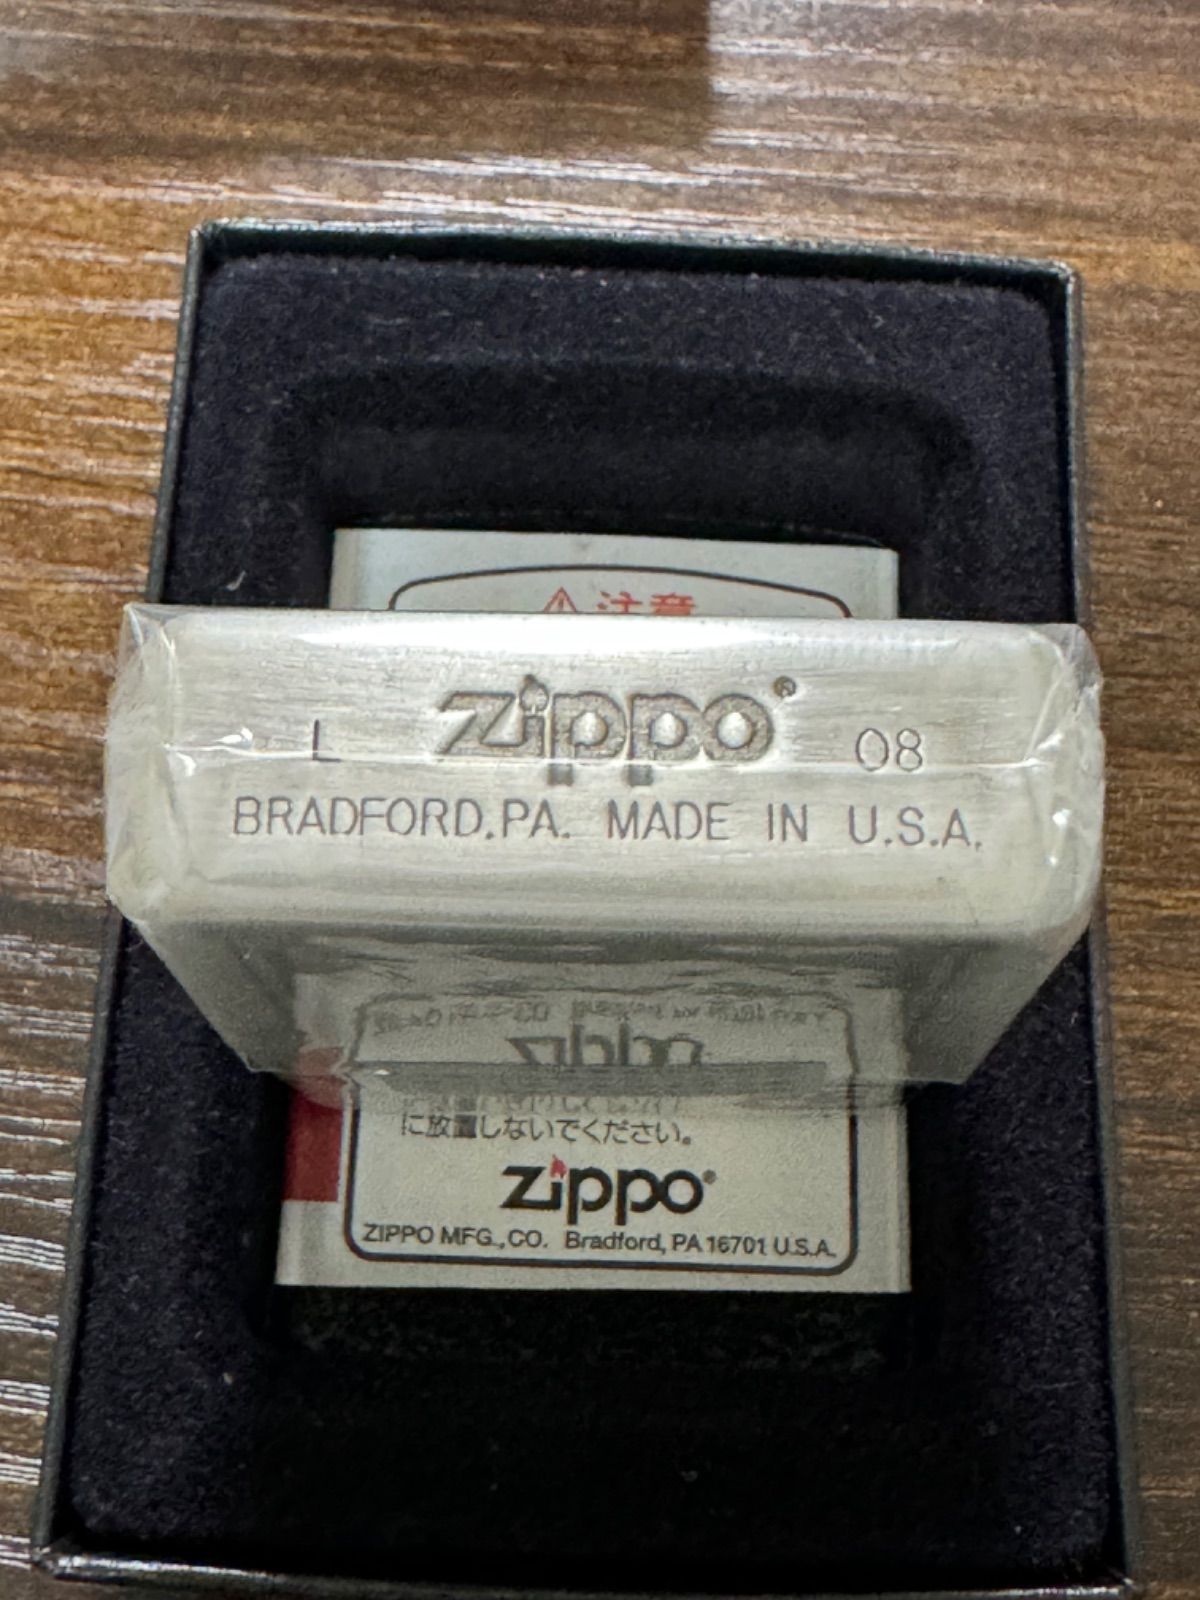 ⚠注意
zippo®
L 08
BRADFORD,PA. MADE IN U.S.A.
に放置しないでください。
zippo®
ZIPPO MFG.,CO. Bradford, PA 16701 U.S.A.